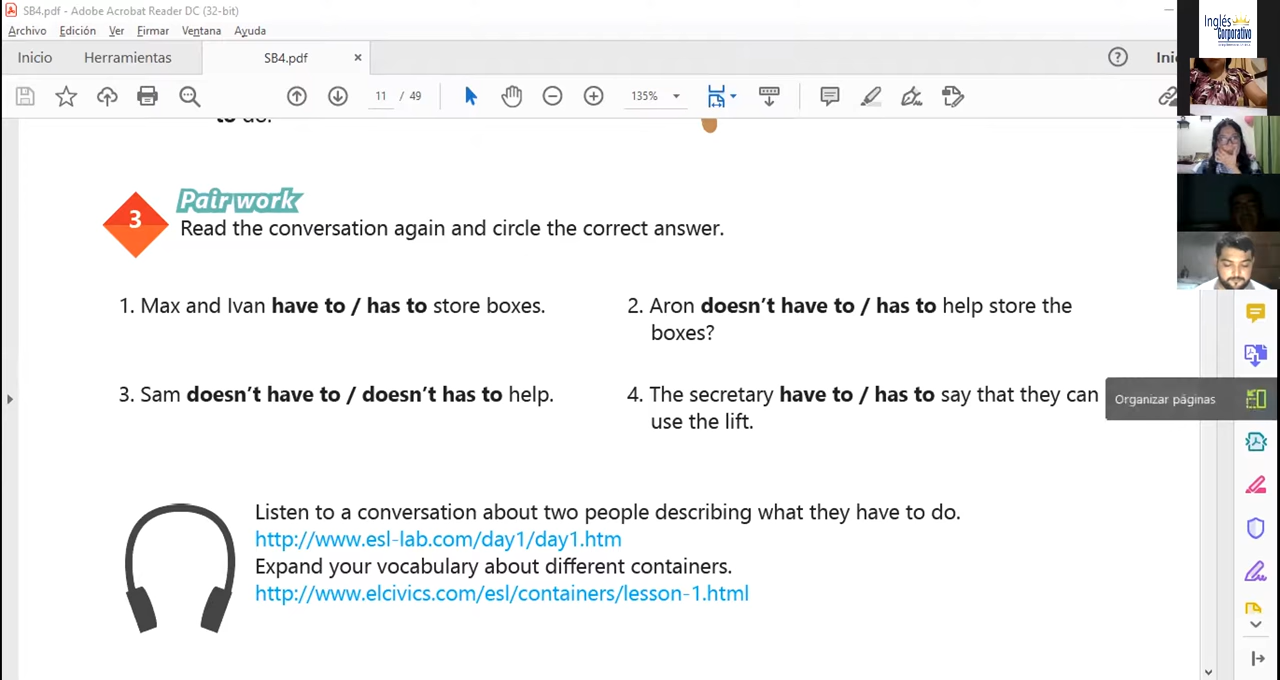 SB4.pdf - Adobe Acrobat Reader DC (32-bit)
Archivo Edición Ver Firmar Ventana Ayuda
Inicio Herramientas SB4.pdf × ? Ini
11 / 49 135%
to do.
Pair work
3 Read the conversation again and circle the correct answer.
1. Max and Ivan have to / has to store boxes.
2. Aron doesn't have to / has to help store the
boxes?
3. Sam doesn't have to / doesn't has to help.
4. The secretary have to / has to say that they can
use the lift.
Organizar páginas
Listen to a conversation about two people describing what they have to do.
http://www.esl-lab.com/day1/day1.htm
Expand your vocabulary about different containers.
http://www.elcivics.com/esl/containers/lesson-1.html
Inglés
Corporativo